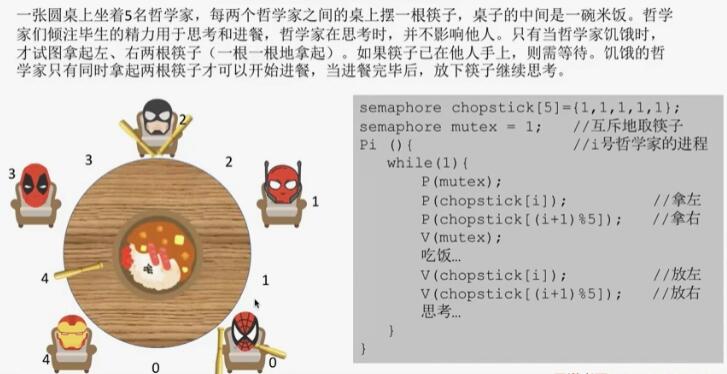 一张圆桌上坐着5名哲学家，每两个哲学家之间的桌上摆一根筷子，桌子的中间是一碗米饭。哲学
家们倾注毕生的精力用于思考和进餐，哲学家在思考时，并不影响他人。只有当哲学家饥饿时，
才试图拿起左、右两根筷子（一根一根地拿起）。如果筷子已在他人手上，则需等待。饥饿的哲
学家只有同时拿起两根筷子才可以开始进餐，当进餐完毕后，放下筷子继续思考。
2
3
3
2
1
4
1
4
0
0
semaphore chopstick[5]={1,1,1,1,1};
semaphore mutex = 1; //互斥地取筷子
Pi (){ //i号哲学家的进程
while(1){
P(mutex);
P(chopstick[i]); //拿左
P(chopstick[(i+1)%5]); //拿右
V(mutex);
吃饭…
V(chopstick[i]); //放左
V(chopstick[(i+1)%5]); //放右
思考…
}
}